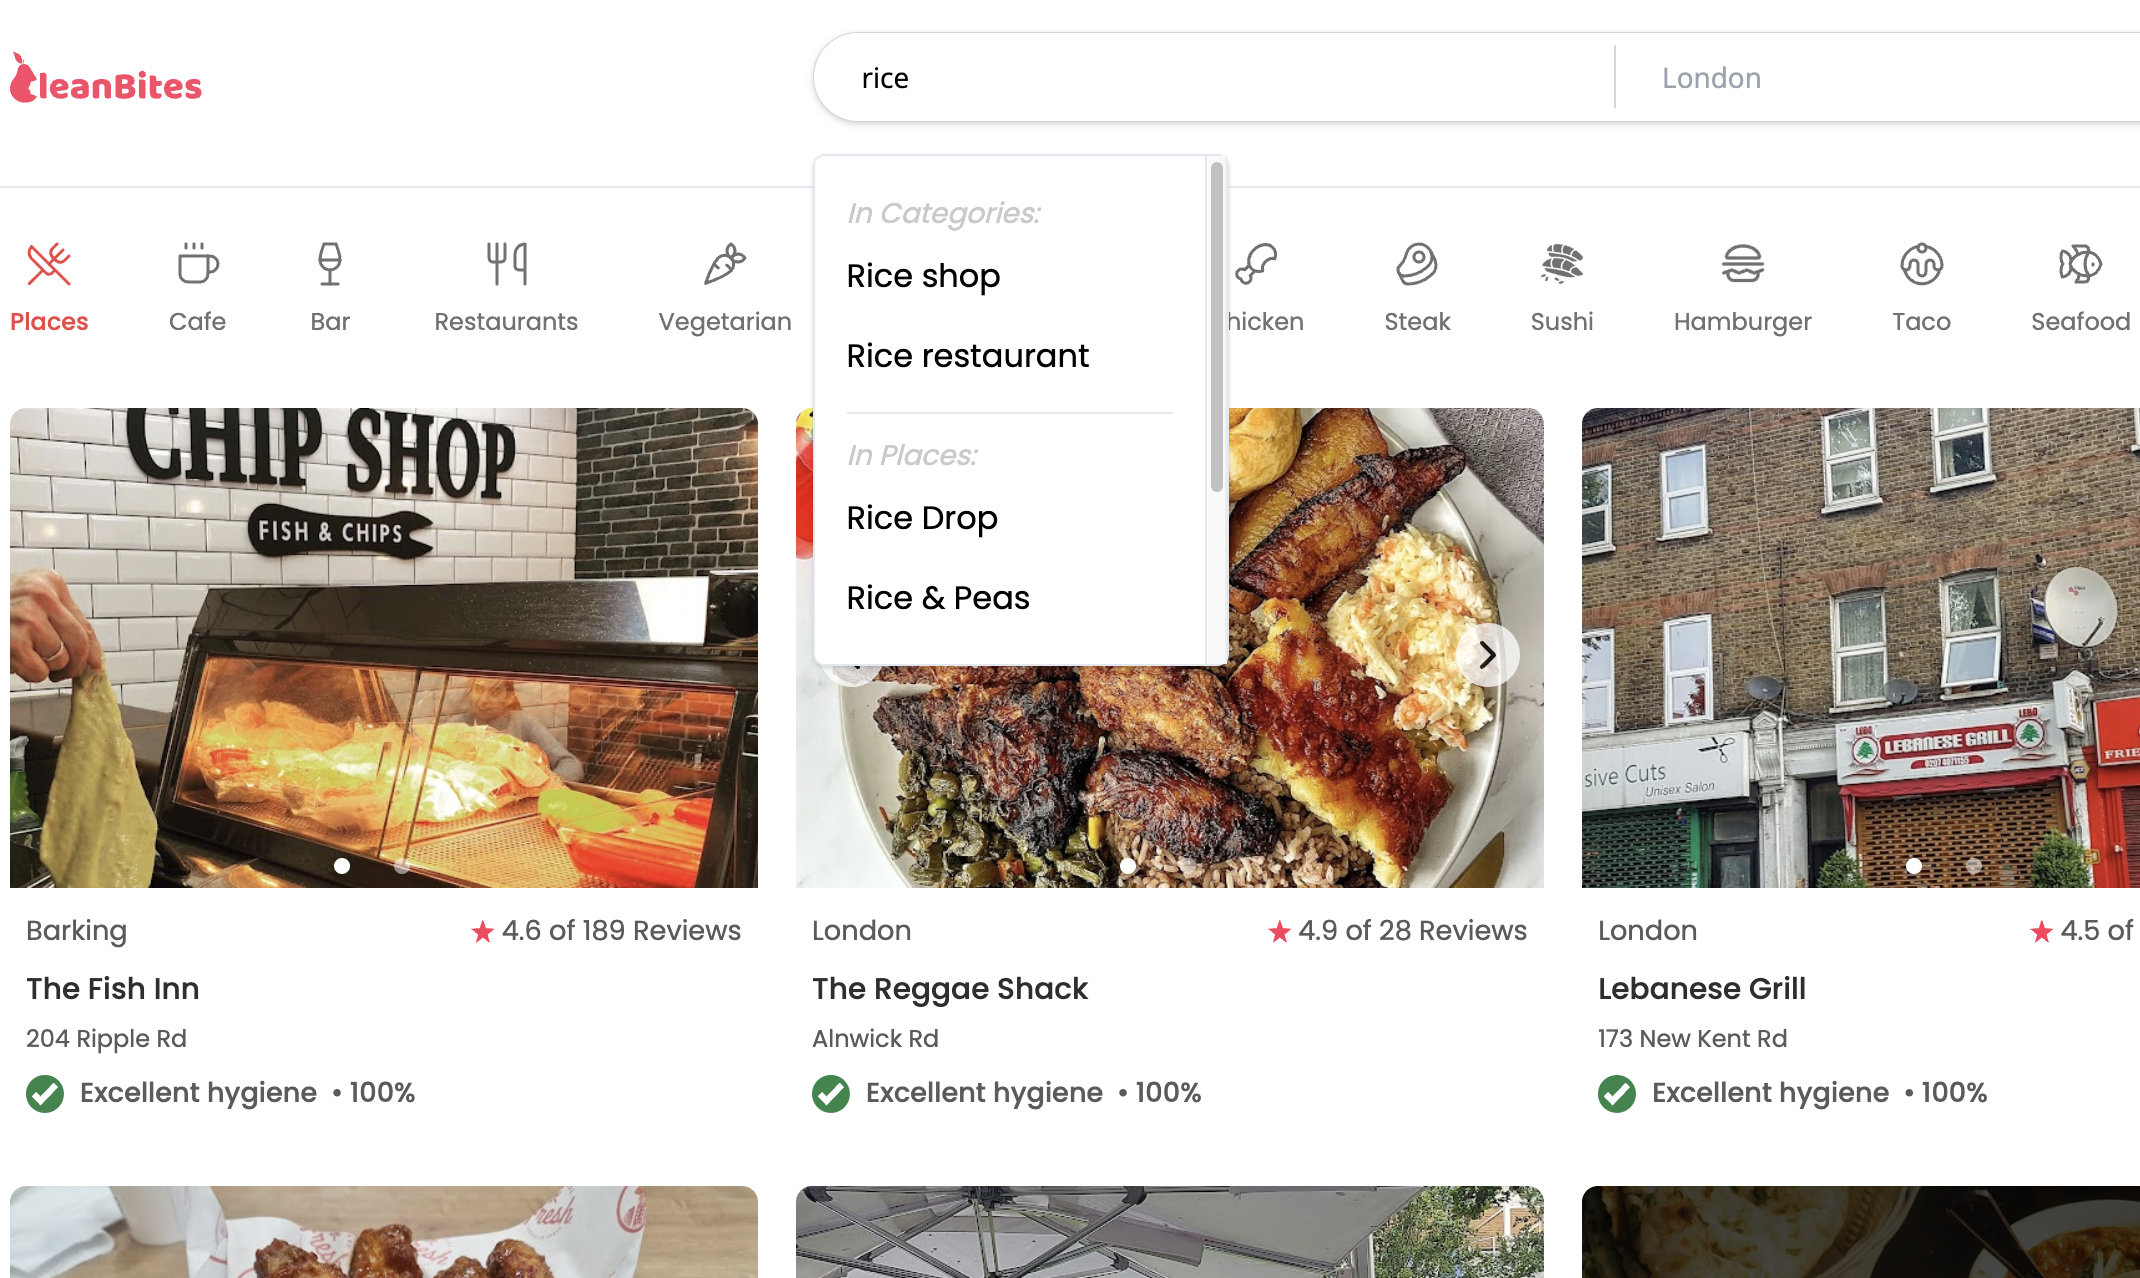 CleanBites
rice
London
In Categories:
Rice shop
Rice restaurant
In Places:
Rice Drop
Rice & Peas
Places
Cafe
Bar
Restaurants
Vegetarian
hicken
Steak
Sushi
Hamburger
Taco
Seafood
CHIP SHOP
FISH & CHIPS
sive Cuts
Unisex Salon
LEBO
LEBO
LEBANESE GRILL
FRIE
Barking
★ 4.6 of 189 Reviews
The Fish Inn
204 Ripple Rd
Excellent hygiene • 100%
London
★ 4.9 of 28 Reviews
The Reggae Shack
Alnwick Rd
Excellent hygiene • 100%
London
★ 4.5 of
Lebanese Grill
173 New Kent Rd
Excellent hygiene • 100%
resh